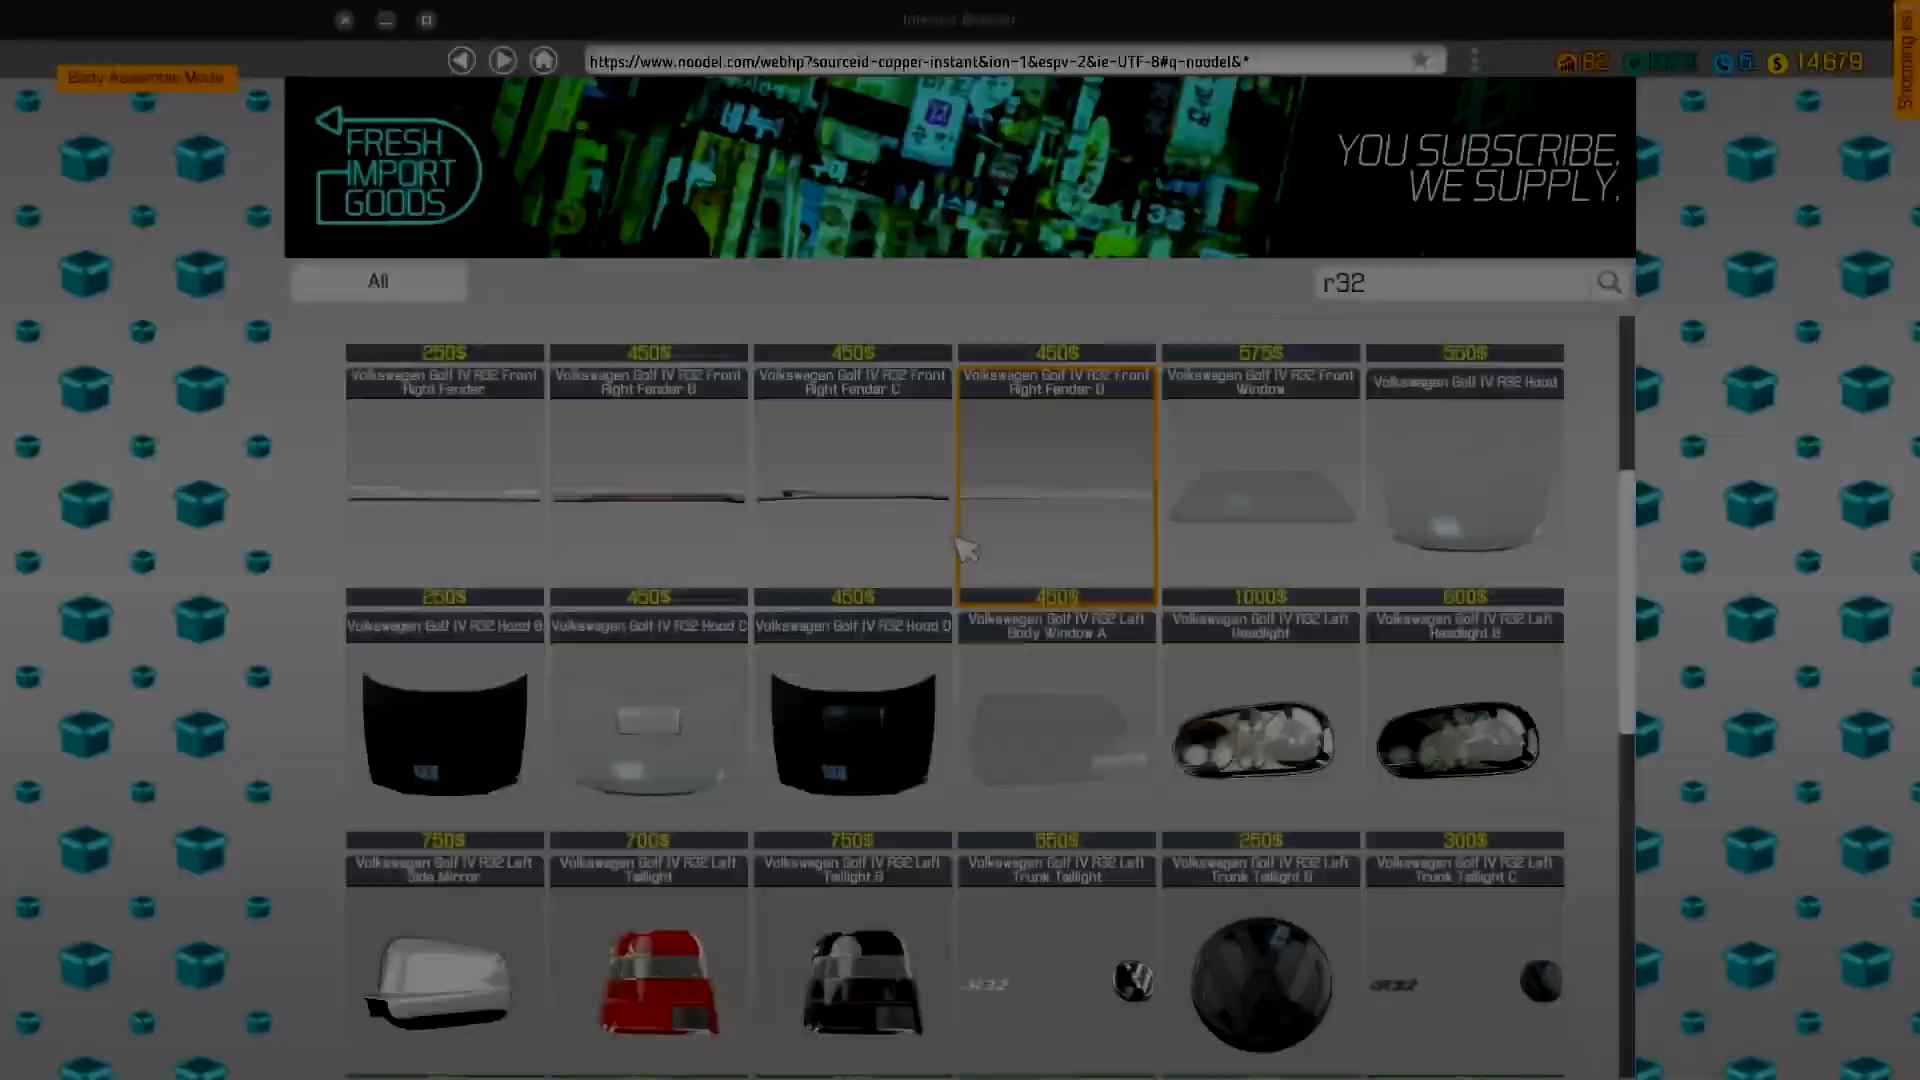 Internet Browser
https://www.noodel.com/webhp?sourceid-copper-instant&ion-1&espv-2&ie-UTF-8#q-noodel&*
82
14679
Body Assemble Mode
FRESH
IMPORT
GOODS
YOU SUBSCRIBE,
WE SUPPLY.
All
r32
250$ 450$ 450$ 450$ 575$ 550$
Volkswagen Golf IV R32 Front Right Fender
Volkswagen Golf IV R32 Front Right Fender B
Volkswagen Golf IV R32 Front Right Fender C
Volkswagen Golf IV R32 Front Right Fender D
Volkswagen Golf IV R32 Front Window
Volkswagen Golf IV R32 Hood
250$ 450$ 450$ 450$ 1000$ 600$
Volkswagen Golf IV R32 Hood B
Volkswagen Golf IV R32 Hood C
Volkswagen Golf IV R32 Hood D
Volkswagen Golf IV R32 Left Body Window A
Volkswagen Golf IV R32 Left Headlight
Volkswagen Golf IV R32 Left Headlight B
750$ 700$ 750$ 550$ 250$ 300$
Volkswagen Golf IV R32 Left Side Mirror
Volkswagen Golf IV R32 Left Taillight
Volkswagen Golf IV R32 Left Taillight B
Volkswagen Golf IV R32 Left Trunk Taillight
Volkswagen Golf IV R32 Left Trunk Taillight B
Volkswagen Golf IV R32 Left Trunk Taillight C